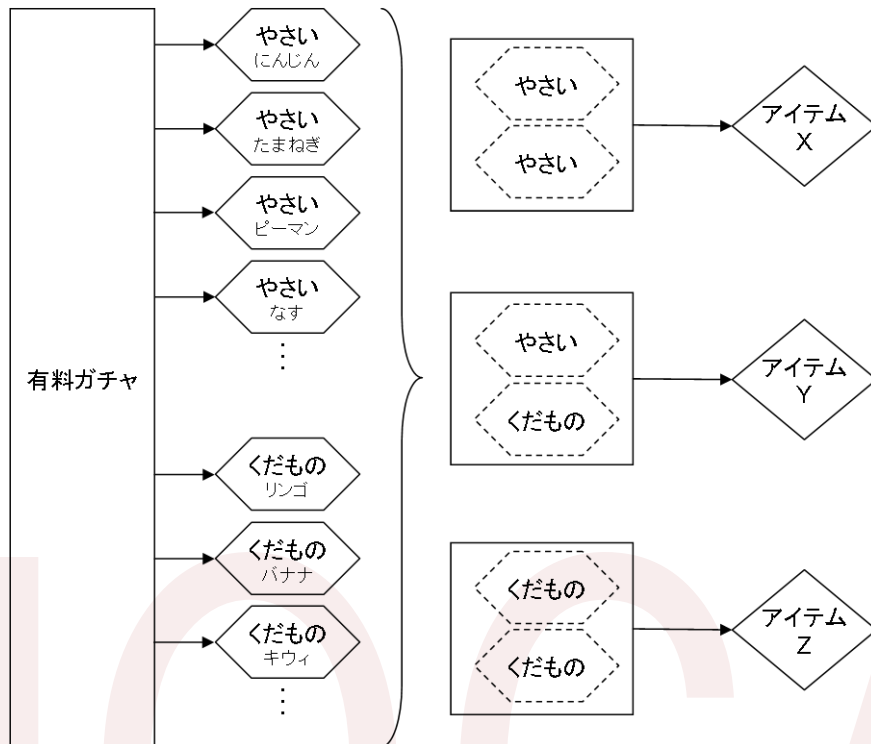 有料ガチャ
やさい
にんじん
やさい
たまねぎ
やさい
ピーマン
やさい
なす
⋮
くだもの
リンゴ
くだもの
バナナ
くだもの
キウィ
⋮
やさい
やさい
アイテム
X
やさい
くだもの
アイテム
Y
くだもの
くだもの
アイテム
Z